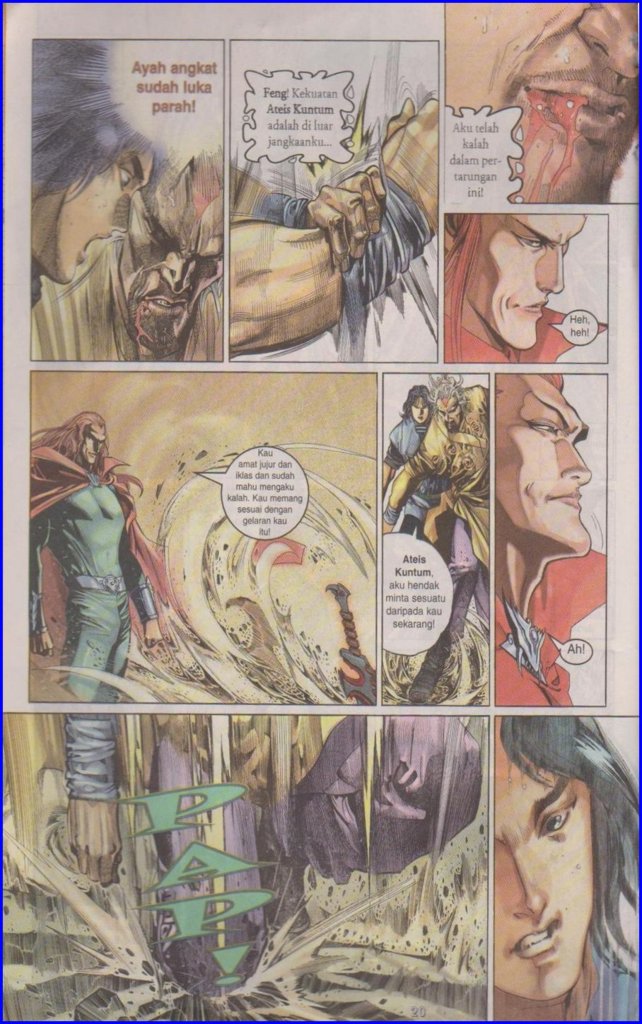 Ayah angkat
sudah luka
parah!
Feng! Kekuatan
Ateis Kuntum
adalah di luar
jangkaanku...
Aku telah
kalah
dalam per-
tarungan
ini!
Heh,
heh!
Kau
amat jujur dan
iklas dan sudah
mahu mengaku
kalah. Kau memang
sesuai dengan
gelaran kau
itu!
Ateis
Kuntum,
aku hendak
minta sesuatu
daripada kau
sekarang!
Ah!
PAP!
20